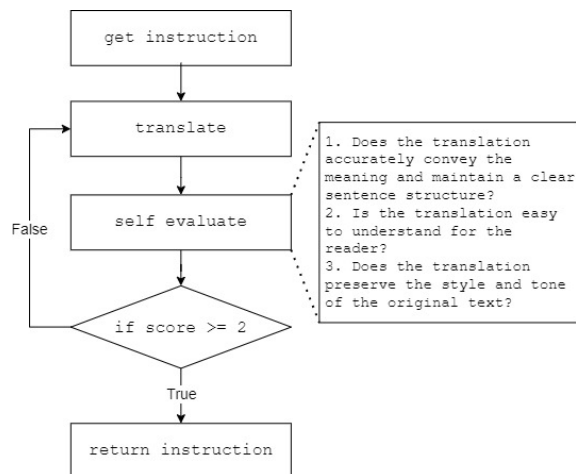 get instruction
translate
1. Does the translation
accurately convey the
meaning and maintain a clear
sentence structure?
2. Is the translation easy
to understand for the
reader?
3. Does the translation
preserve the style and tone
of the original text?
self evaluate
False
if score >= 2
True
return instruction